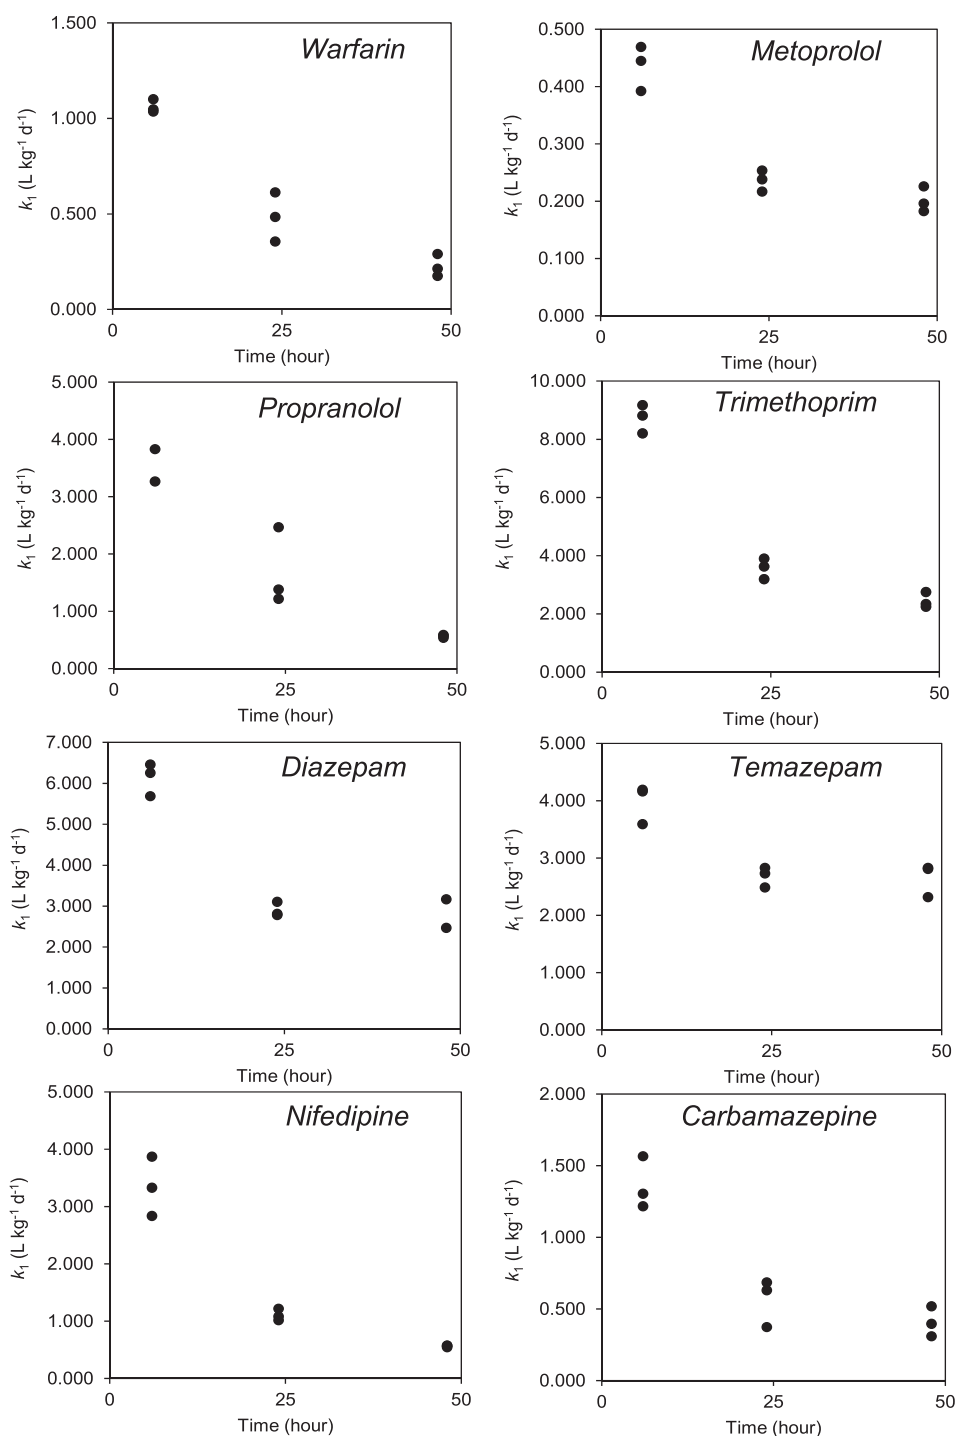 Warfarin
1.500
1.000
0.500
0.000
k1 (L kg-1 d-1)
0 25 50
Time (hour)
Metoprolol
0.500
0.400
0.300
0.200
0.100
0.000
k1 (L kg-1 d-1)
0 25 50
Time (hour)
Propranolol
5.000
4.000
3.000
2.000
1.000
0.000
k1 (L kg-1 d-1)
0 25 50
Time (hour)
Trimethoprim
10.000
8.000
6.000
4.000
2.000
0.000
k1 (L kg-1 d-1)
0 25 50
Time (hour)
Diazepam
7.000
6.000
5.000
4.000
3.000
2.000
1.000
0.000
k1 (L kg-1 d-1)
0 25 50
Time (hour)
Temazepam
5.000
4.000
3.000
2.000
1.000
0.000
k1 (L kg-1 d-1)
0 25 50
Time (hour)
Nifedipine
5.000
4.000
3.000
2.000
1.000
0.000
k1 (L kg-1 d-1)
0 25 50
Time (hour)
Carbamazepine
2.000
1.500
1.000
0.500
0.000
k1 (L kg-1 d-1)
0 25 50
Time (hour)